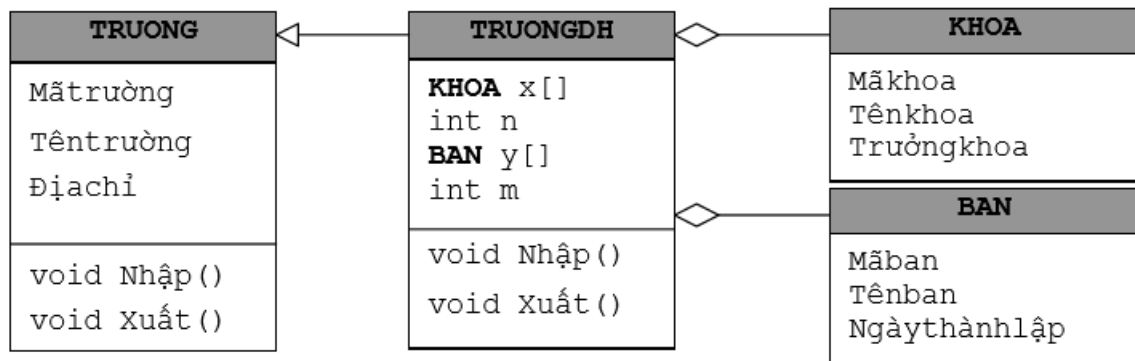 TRUONG
Mãtrường
Têntrường
Địachỉ
void Nhập()
void Xuất()
TRUONGDH
KHOA x[]
int n
BAN y[]
int m
void Nhập()
void Xuất()
KHOA
Mãkhoa
Tênkhoa
Trưởngkhoa
BAN
Mãban
Tênban
Ngàythànhlập